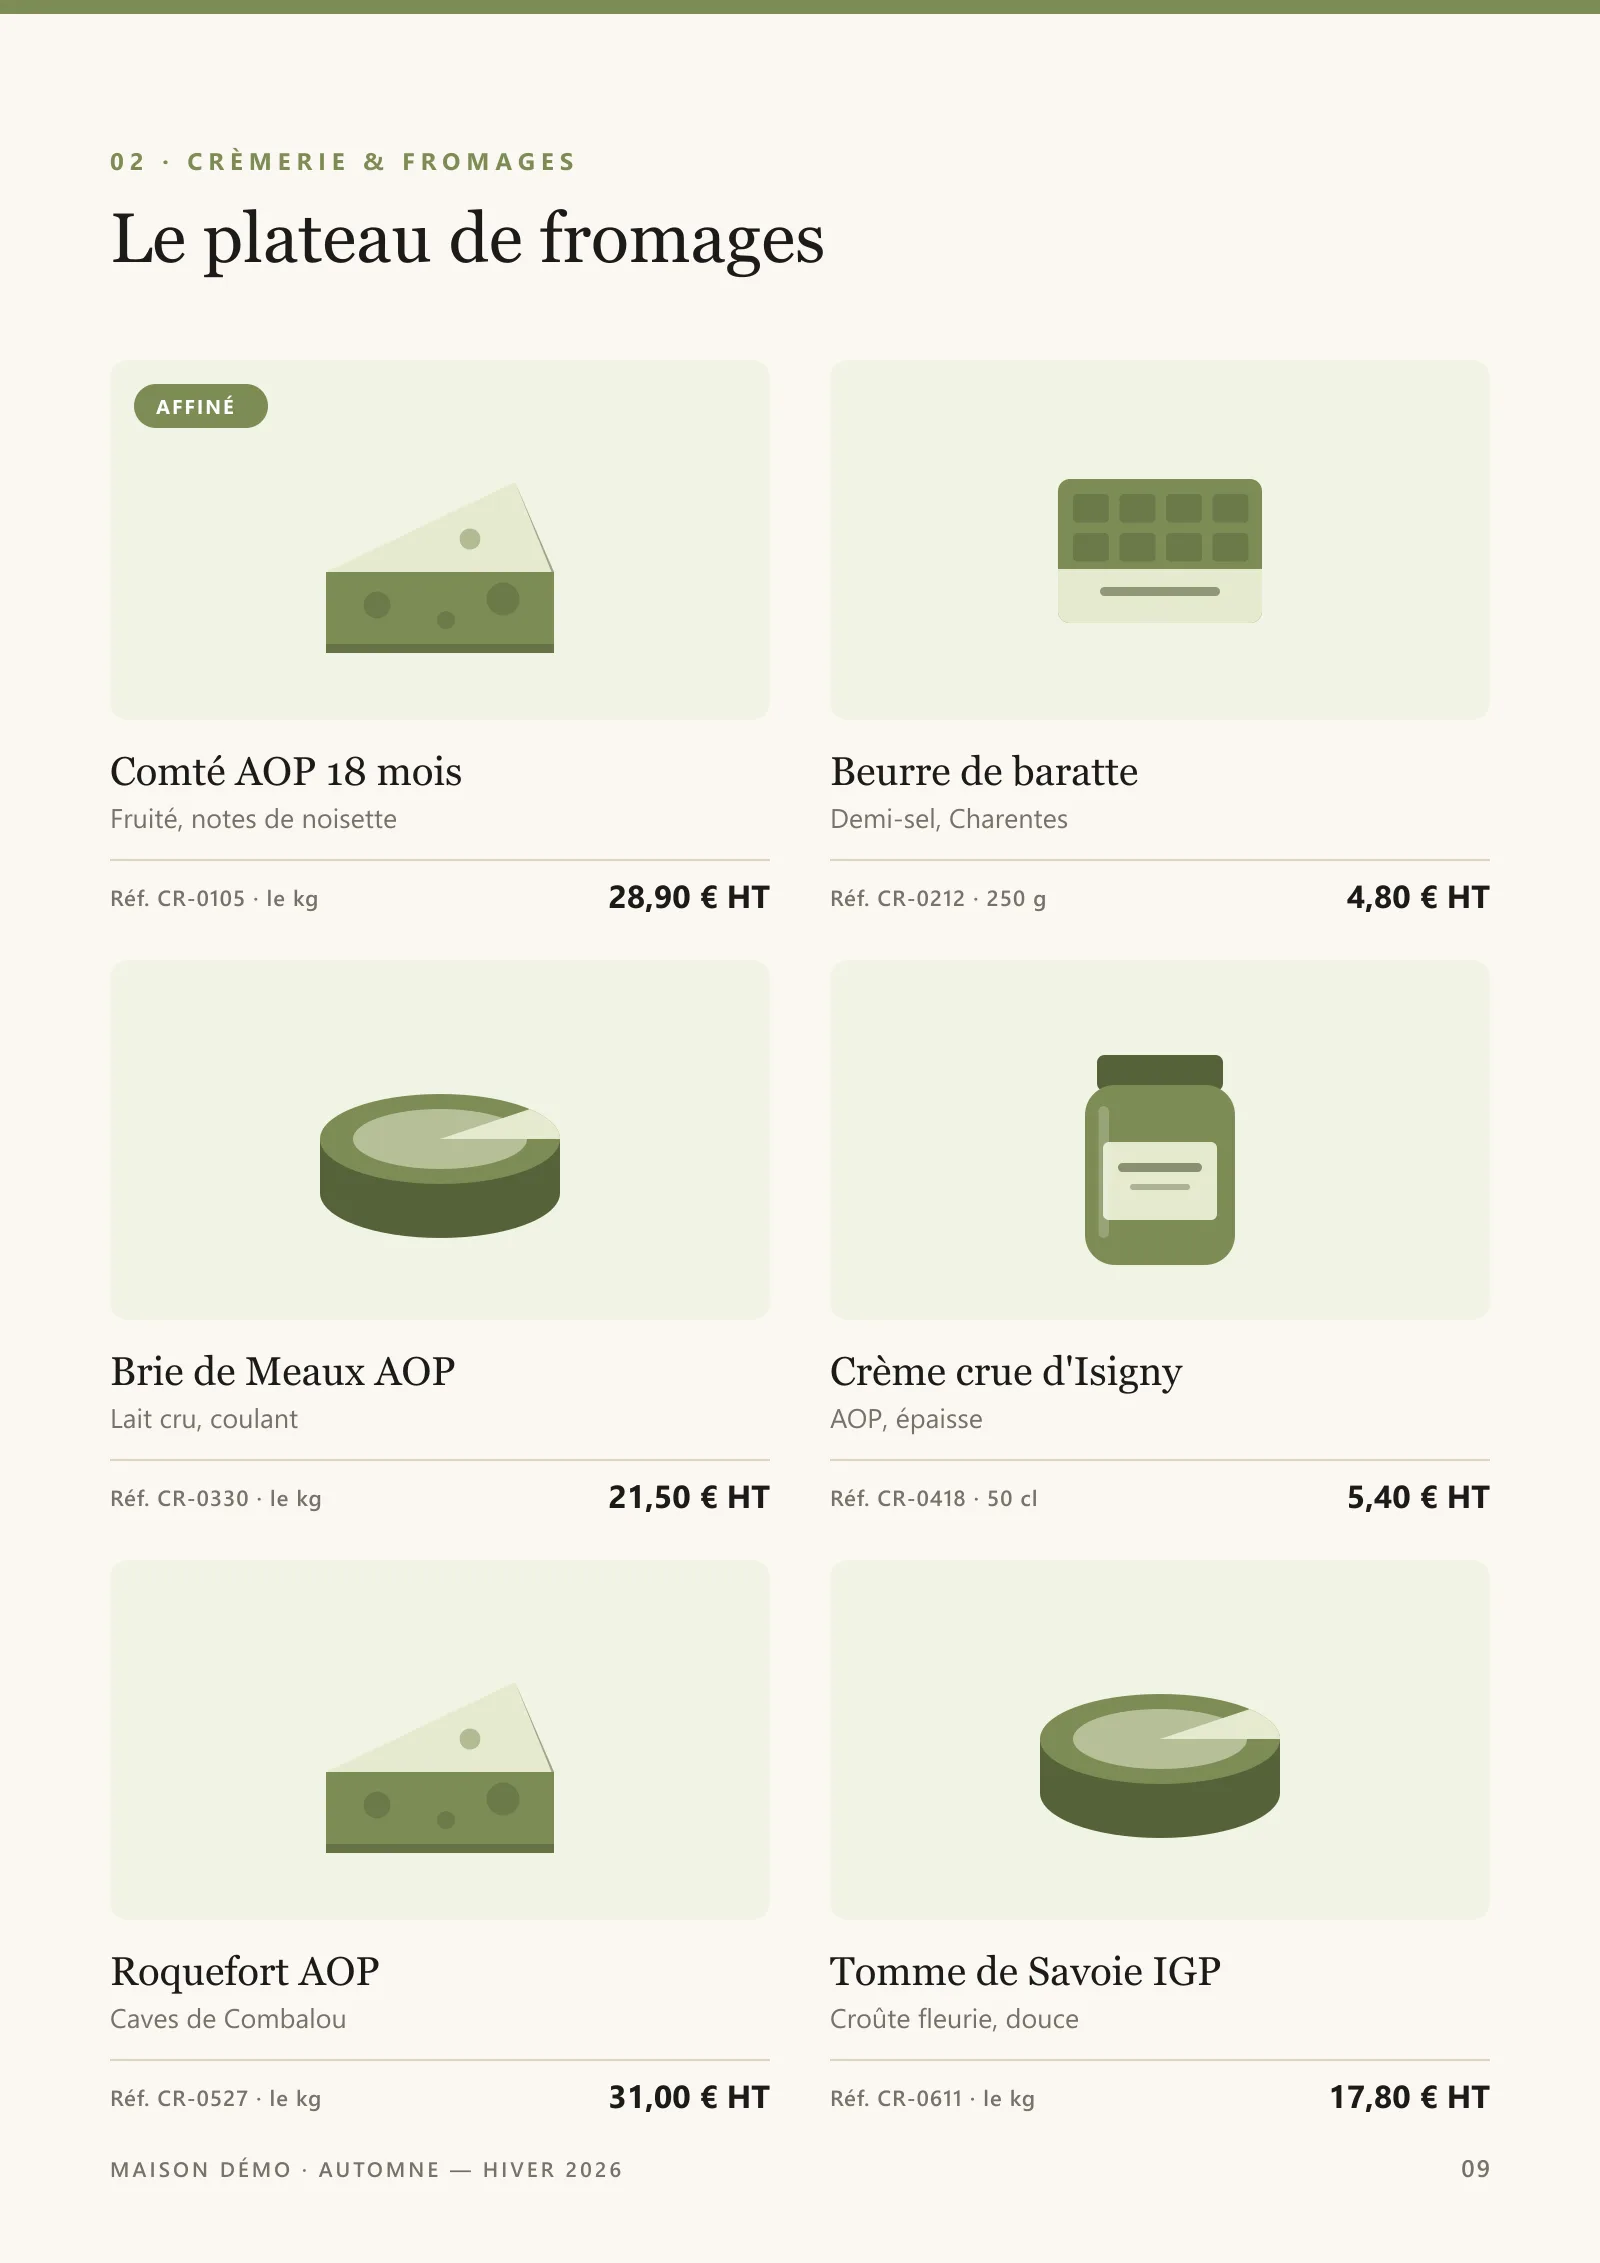 02 · CRÈMERIE & FROMAGES
Le plateau de fromages
AFFINÉ
Comté AOP 18 mois
Fruité, notes de noisette
Réf. CR-0105 · le kg
28,90 € HT
Beurre de baratte
Demi-sel, Charentes
Réf. CR-0212 · 250 g
4,80 € HT
Brie de Meaux AOP
Lait cru, coulant
Réf. CR-0330 · le kg
21,50 € HT
Crème crue d'Isigny
AOP, épaisse
Réf. CR-0418 · 50 cl
5,40 € HT
Roquefort AOP
Caves de Combalou
Réf. CR-0527 · le kg
31,00 € HT
Tomme de Savoie IGP
Croûte fleurie, douce
Réf. CR-0611 · le kg
17,80 € HT
MAISON DÉMO · AUTOMNE — HIVER 2026
09